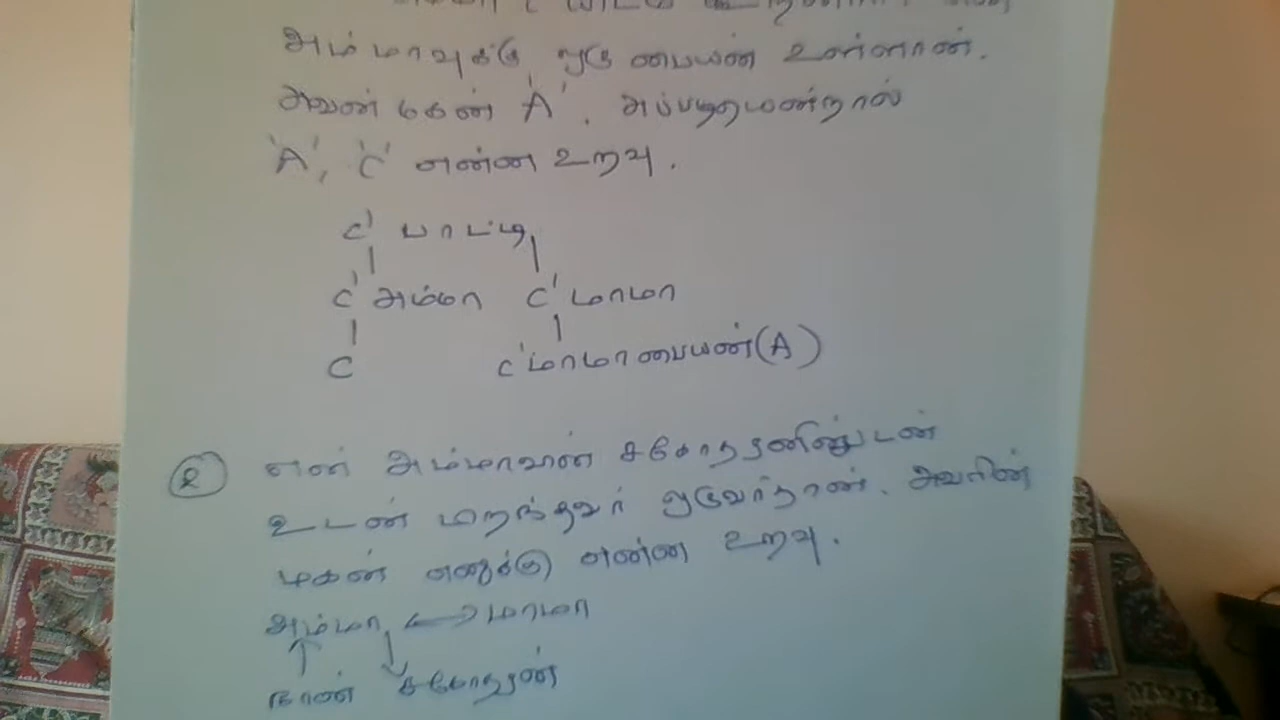 அம்மாவுக்கு ஒரு பையன் உள்ளான்.
அவன் மகன் 'A'. அப்படியென்றால்
'A', 'C' என்ன உறவு.
C' பாட்டி
C' அம்மா C' மாமா
C C'மாமா பையன் (A)
2 என் அம்மாவின் சகோதரனின் உடன்
உடன் பிறந்தவர் ஒருவர்தான். அவரின்
மகன் எனக்கு என்ன உறவு.
அம்மா ↔ மாமா
நான் சகோதரன்